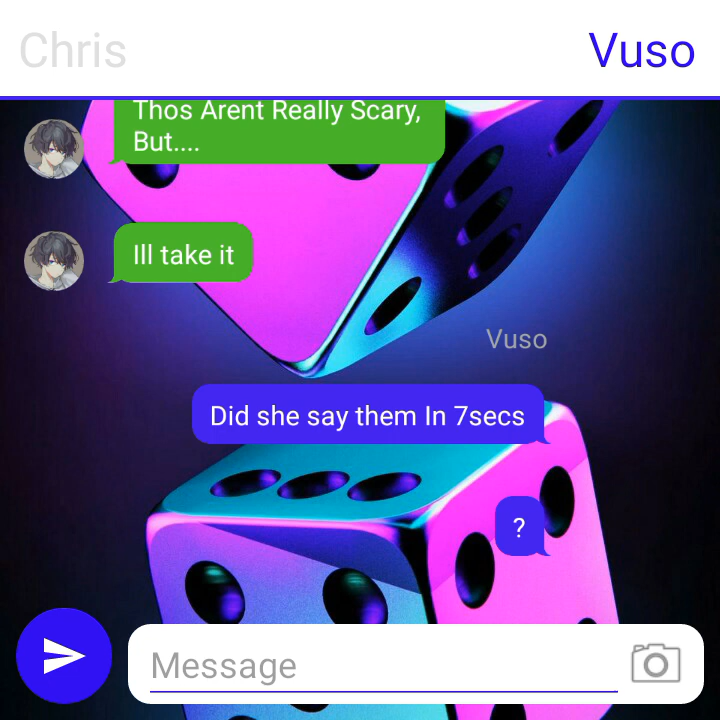 Chris
Vuso
Thos Arent Really Scary,
But....
Ill take it
Vuso
Did she say them In 7secs
?
Message